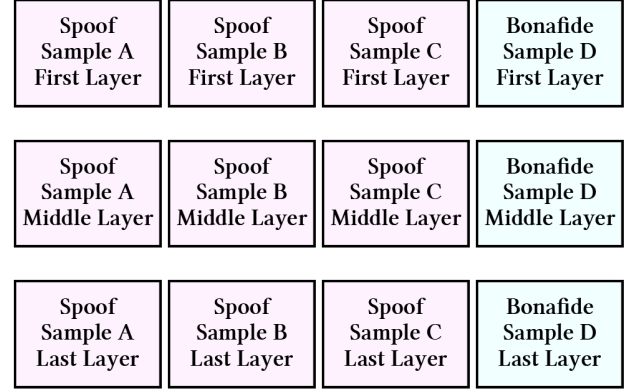 Spoof
Sample A
First Layer
Spoof
Sample B
First Layer
Spoof
Sample C
First Layer
Bonafide
Sample D
First Layer
Spoof
Sample A
Middle Layer
Spoof
Sample B
Middle Layer
Spoof
Sample C
Middle Layer
Bonafide
Sample D
Middle Layer
Spoof
Sample A
Last Layer
Spoof
Sample B
Last Layer
Spoof
Sample C
Last Layer
Bonafide
Sample D
Last Layer